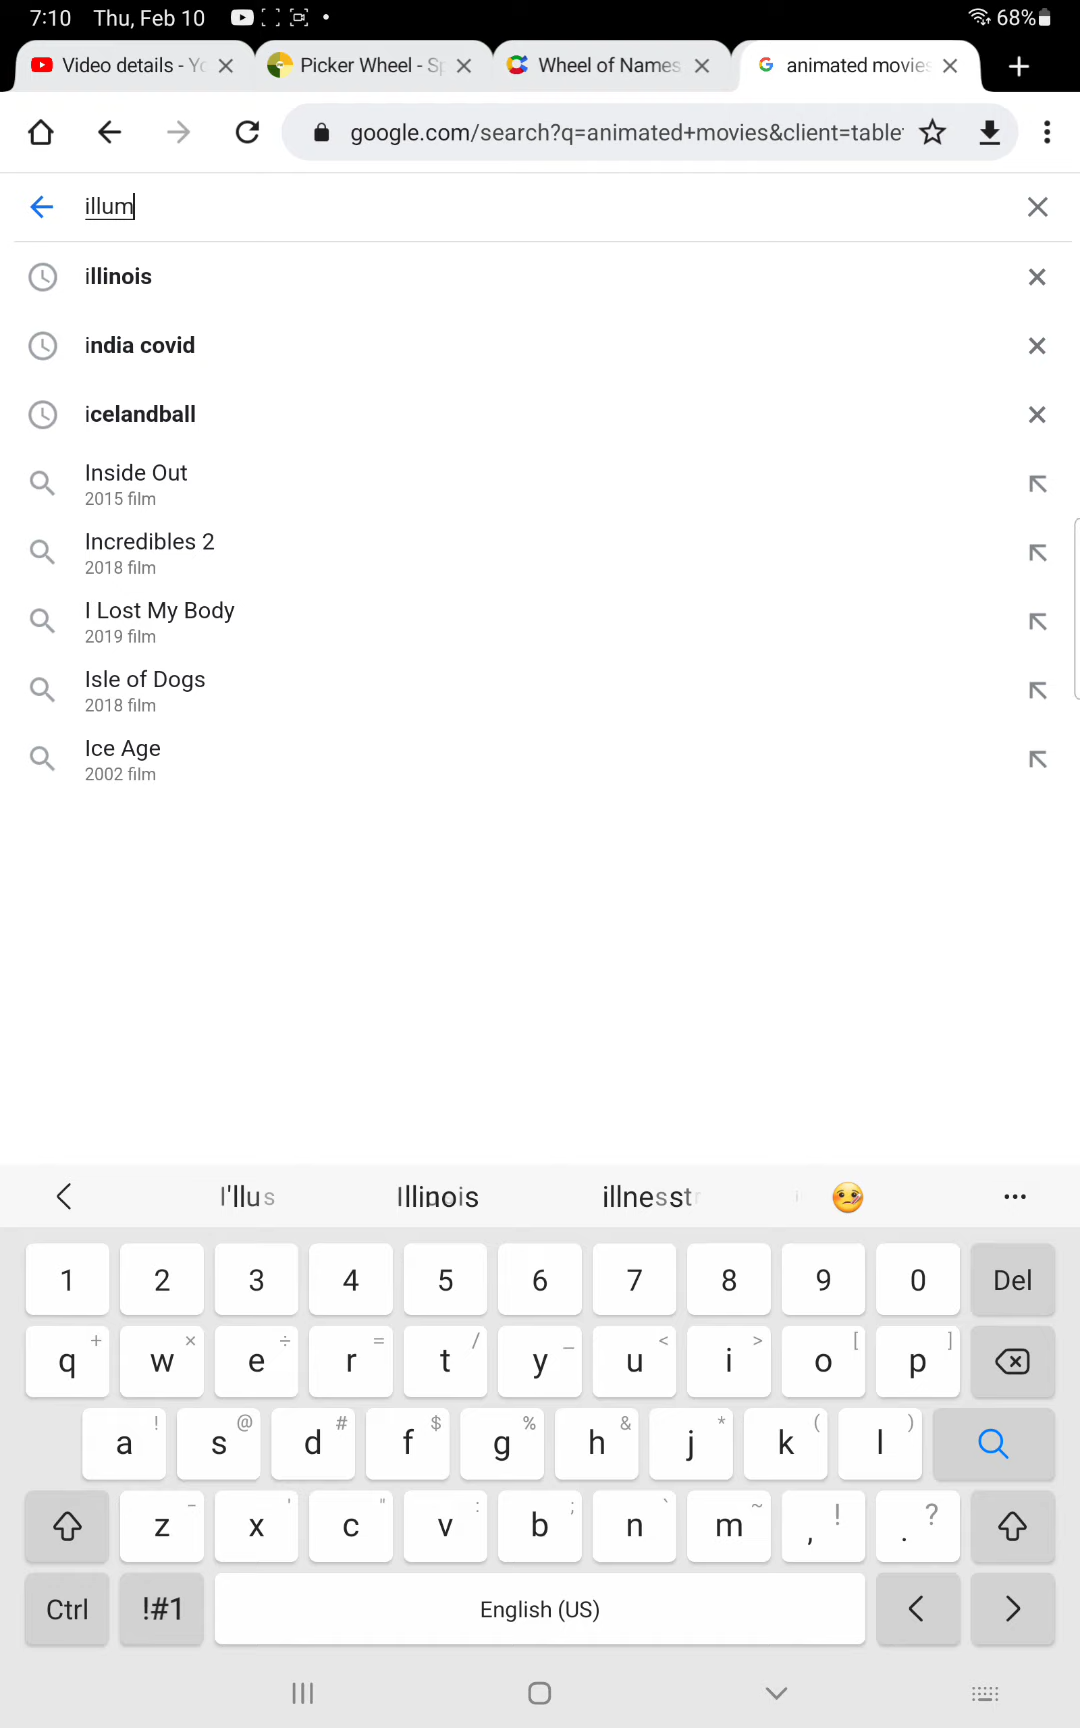 7:10 Thu, Feb 10 68%
Video details - Yo
Picker Wheel - Sp
Wheel of Names
animated movies
google.com/search?q=animated+movies&client=tablet
illum
illinois
india covid
icelandball
Inside Out
2015 film
Incredibles 2
2018 film
I Lost My Body
2019 film
Isle of Dogs
2018 film
Ice Age
2002 film
I'llus Illinois illnesst
1 2 3 4 5 6 7 8 9 0 Del
+ × ÷ = / _ < > [ ]
q w e r t y u i o p
! @ # $ % & * ( )
a s d f g h j k l
- ' " : ; ` ~ ! ?
z x c v b n m , .
Ctrl !#1 English (US) < >